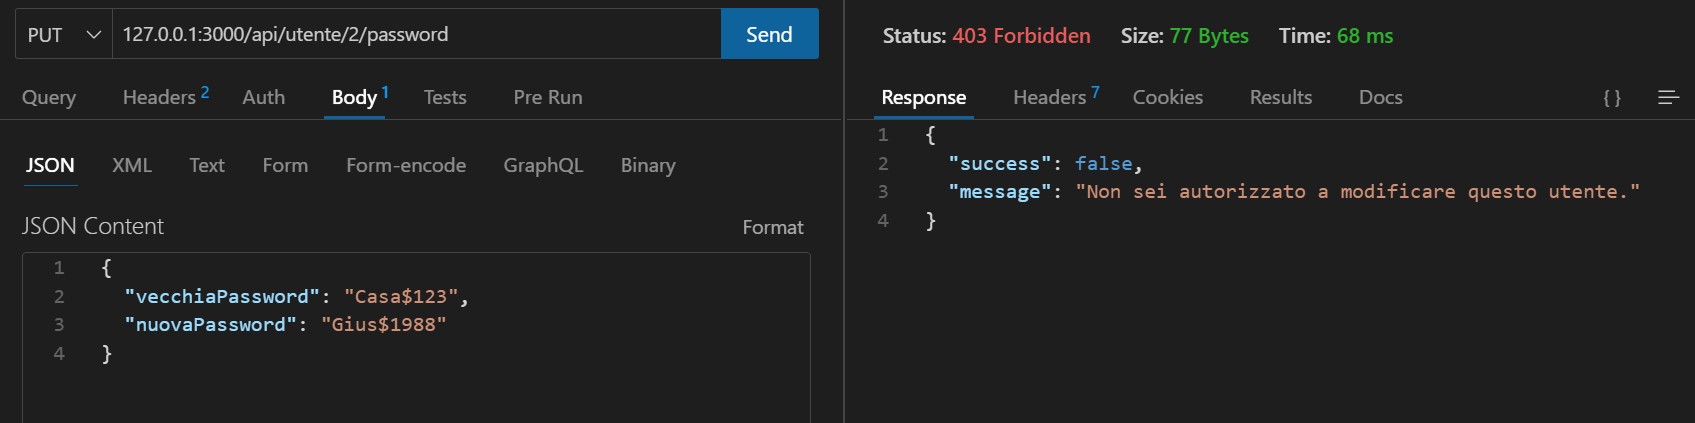 PUT 127.0.0.1:3000/api/utente/2/password Send
Query Headers 2 Auth Body 1 Tests Pre Run
JSON XML Text Form Form-encode GraphQL Binary
JSON Content Format
1 {
2 "vecchiaPassword": "Casa$123",
3 "nuovaPassword": "Gius$1988"
4 }
Status: 403 Forbidden Size: 77 Bytes Time: 68 ms
Response Headers 7 Cookies Results Docs { }
1 {
2 "success": false,
3 "message": "Non sei autorizzato a modificare questo utente."
4 }